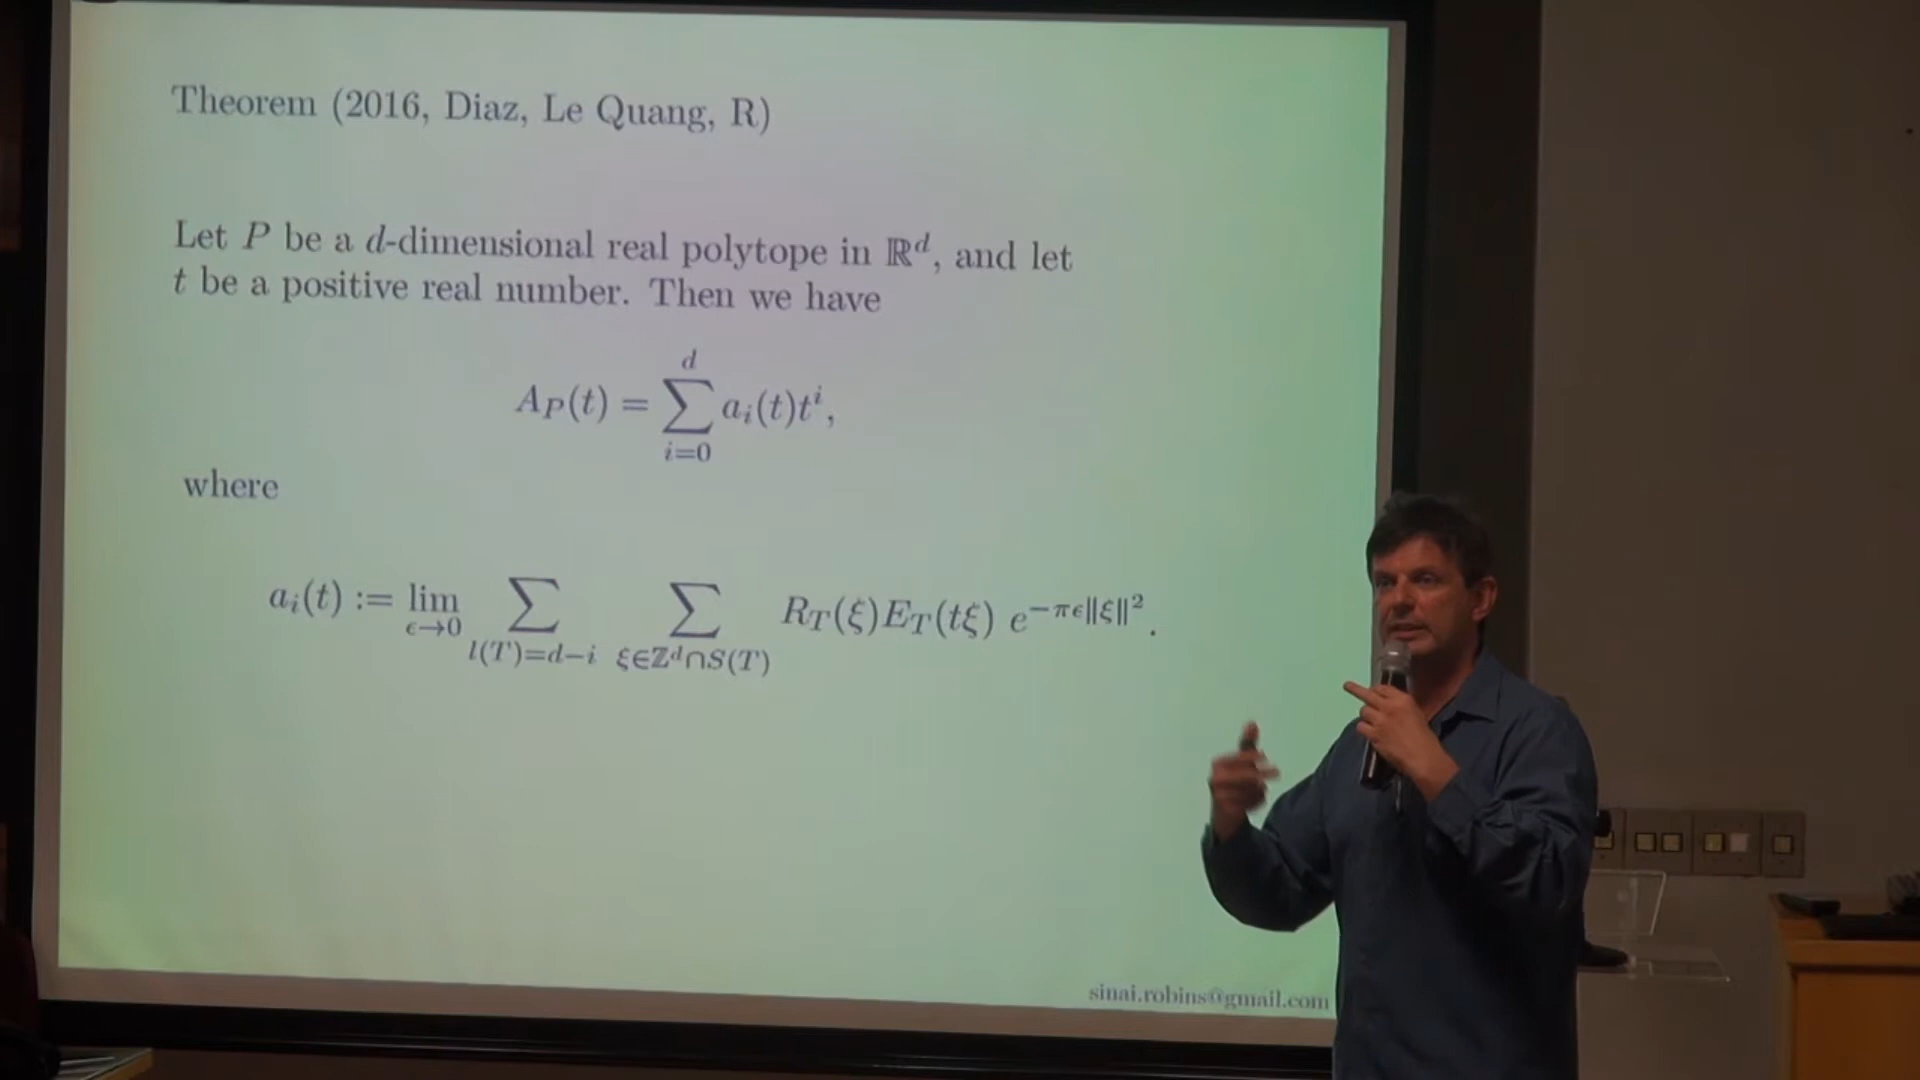 Theorem (2016, Diaz, Le Quang, R)
Let P be a d-dimensional real polytope in ℝ^d, and let
t be a positive real number. Then we have
A_P(t) = ∑_{i=0}^{d} a_i(t)t^i,
where
a_i(t) := lim_{ϵ→0} ∑_{l(T)=d−i} ∑_{ξ∈ℤ^d∩S(T)} R_T(ξ)E_T(tξ) e^{−πϵ‖ξ‖²}.
sinai.robins@gmail.com